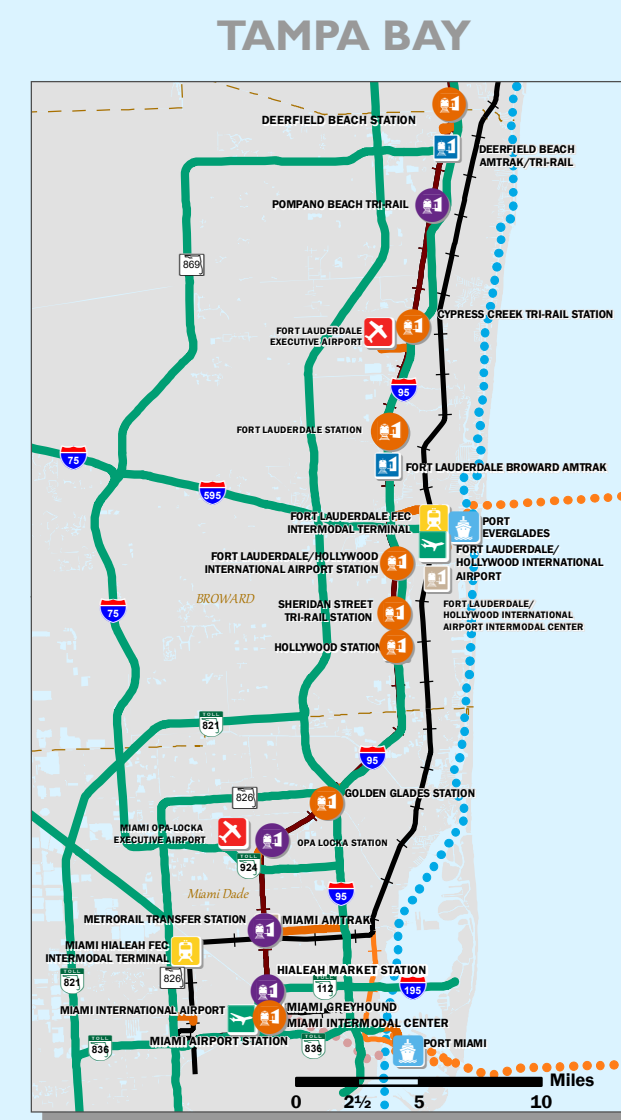 TAMPA BAY
DEERFIELD BEACH STATION
DEERFIELD BEACH
AMTRAK/TRI-RAIL
POMPANO BEACH TRI-RAIL
869
CYPRESS CREEK TRI-RAIL STATION
FORT LAUDERDALE
EXECUTIVE AIRPORT
95
FORT LAUDERDALE STATION
75
FORT LAUDERDALE BROWARD AMTRAK
595
FORT LAUDERDALE FEC
INTERMODAL TERMINAL
PORT
EVERGLADES
FORT LAUDERDALE/
HOLLYWOOD INTERNATIONAL
AIRPORT
FORT LAUDERDALE/HOLLYWOOD
INTERNATIONAL AIRPORT STATION
BROWARD
75
SHERIDAN STREET
TRI-RAIL STATION
FORT LAUDERDALE/
HOLLYWOOD INTERNATIONAL
AIRPORT INTERMODAL CENTER
HOLLYWOOD STATION
TOLL
821
95
826
GOLDEN GLADES STATION
MIAMI OPA-LOCKA
EXECUTIVE AIRPORT
OPA LOCKA STATION
TOLL
924
Miami Dade
95
METRORAIL TRANSFER STATION
MIAMI AMTRAK
MIAMI HIALEAH FEC
INTERMODAL TERMINAL
HIALEAH MARKET STATION
TOLL
821
826
TOLL
112
195
MIAMI INTERNATIONAL AIRPORT
MIAMI GREYHOUND
MIAMI INTERMODAL CENTER
MIAMI AIRPORT STATION
TOLL
836
TOLL
836
PORT MIAMI
Miles
0 2½ 5 10